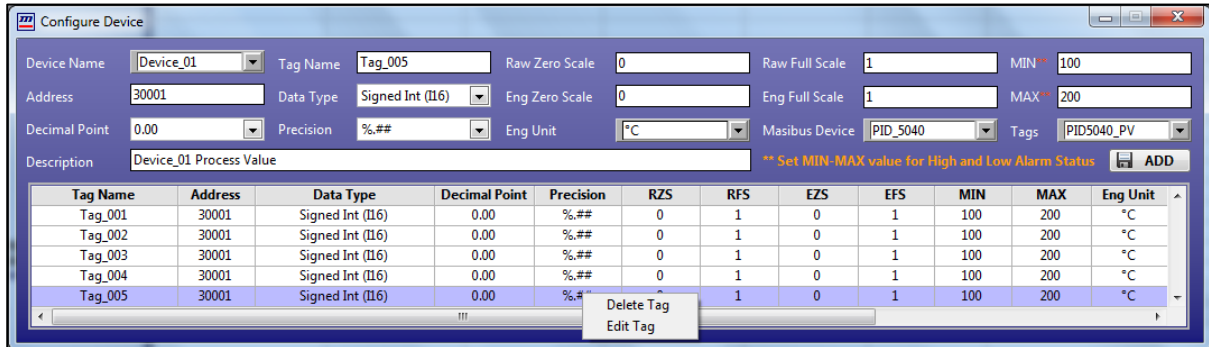 m Configure Device
Device Name Device_01 Tag Name Tag_005 Raw Zero Scale 0 Raw Full Scale 1 MIN** 100
Address 30001 Data Type Signed Int (I16) Eng Zero Scale 0 Eng Full Scale 1 MAX** 200
Decimal Point 0.00 Precision %.## Eng Unit °C Masibus Device PID_5040 Tags PID5040_PV
Description Device_01 Process Value ** Set MIN-MAX value for High and Low Alarm Status ADD
Tag Name Address Data Type Decimal Point Precision RZS RFS EZS EFS MIN MAX Eng Unit
Tag_001 30001 Signed Int (I16) 0.00 %.## 0 1 0 1 100 200 °C
Tag_002 30001 Signed Int (I16) 0.00 %.## 0 1 0 1 100 200 °C
Tag_003 30001 Signed Int (I16) 0.00 %.## 0 1 0 1 100 200 °C
Tag_004 30001 Signed Int (I16) 0.00 %.## 0 1 0 1 100 200 °C
Tag_005 30001 Signed Int (I16) 0.00 1 0 1 100 200 °C
Delete Tag
Edit Tag